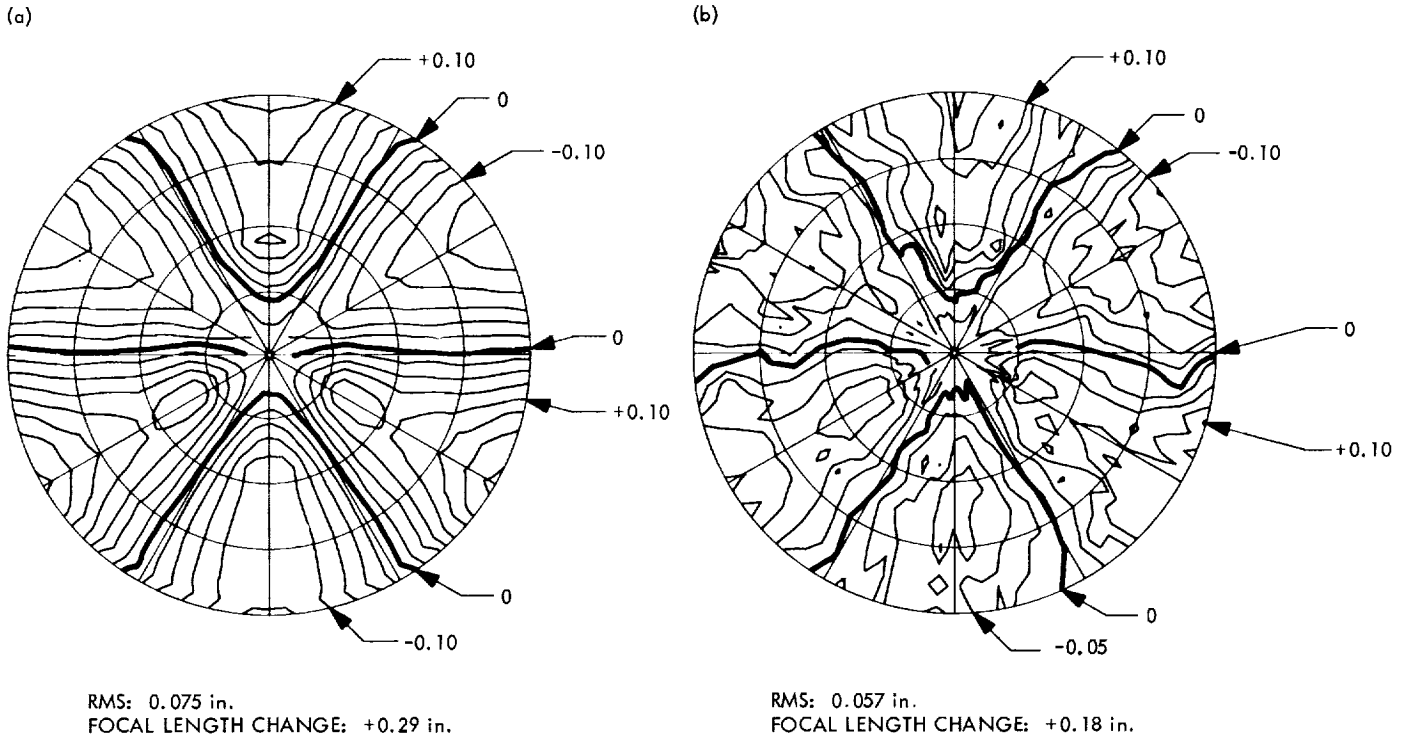 (a)
+0.10
0
-0.10
0
+0.10
0
-0.10
RMS: 0.075 in.
FOCAL LENGTH CHANGE: +0.29 in.
(b)
+0.10
0
-0.10
0
+0.10
0
-0.05
RMS: 0.057 in.
FOCAL LENGTH CHANGE: +0.18 in.